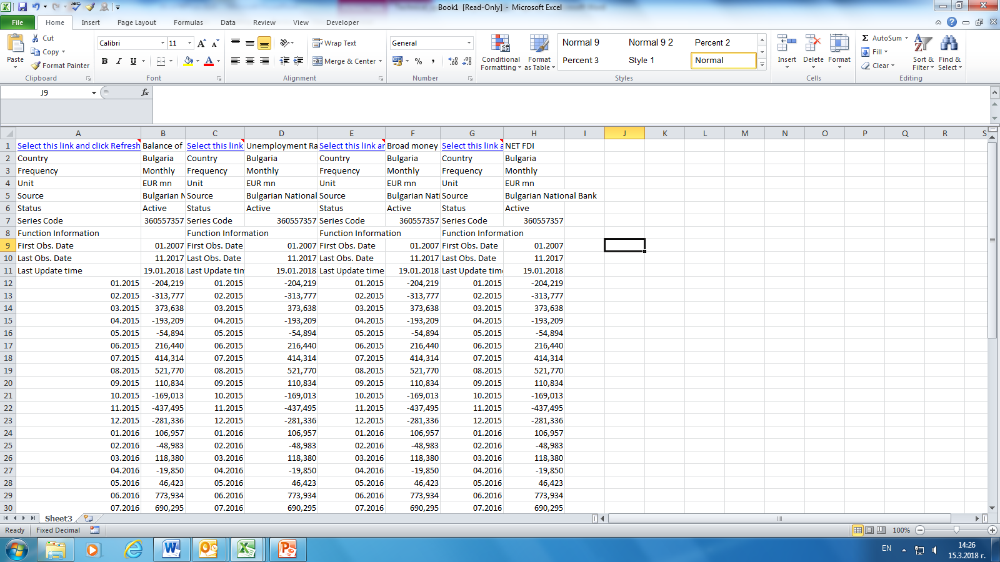 Book1 [Read-Only] - Microsoft Excel
File Home Insert Page Layout Formulas Data Review View Developer
Paste Cut Copy Format Painter Clipboard
Calibri 11 Font
Wrap Text Merge & Center Alignment
General Number
Conditional Formatting Format as Table
Normal 9 Normal 9 2 Percent 2
Percent 3 Style 1 Normal
Styles
Insert Delete Format Cells
AutoSum Fill Clear Sort & Filter Find & Select Editing
J9 fx
A B C D E F G H I J K L M N O P Q R S
1 Select this link and click Refresh Balance of Select this link Unemployment Ra Select this link ar Broad money Select this link a NET FDI
2 Country Bulgaria Country Bulgaria Country Bulgaria Country Bulgaria
3 Frequency Monthly Frequency Monthly Frequency Monthly Frequency Monthly
4 Unit EUR mn Unit EUR mn Unit EUR mn Unit EUR mn
5 Source Bulgarian N Source Bulgarian National Source Bulgarian Nati Source Bulgarian National Bank
6 Status Active Status Active Status Active Status Active
7 Series Code 360557357 Series Code 360557357 Series Code 360557357 Series Code 360557357
8 Function Information Function Information Function Information Function Information
9 First Obs. Date 01.2007 First Obs. Date 01.2007 First Obs. Date 01.2007 First Obs. Date 01.2007
10 Last Obs. Date 11.2017 Last Obs. Date 11.2017 Last Obs. Date 11.2017 Last Obs. Date 11.2017
11 Last Update time 19.01.2018 Last Update tim 19.01.2018 Last Update time 19.01.2018 Last Update time 19.01.2018
12 01.2015 -204,219 01.2015 -204,219 01.2015 -204,219 01.2015 -204,219
13 02.2015 -313,777 02.2015 -313,777 02.2015 -313,777 02.2015 -313,777
14 03.2015 373,638 03.2015 373,638 03.2015 373,638 03.2015 373,638
15 04.2015 -193,209 04.2015 -193,209 04.2015 -193,209 04.2015 -193,209
16 05.2015 -54,894 05.2015 -54,894 05.2015 -54,894 05.2015 -54,894
17 06.2015 216,440 06.2015 216,440 06.2015 216,440 06.2015 216,440
18 07.2015 414,314 07.2015 414,314 07.2015 414,314 07.2015 414,314
19 08.2015 521,770 08.2015 521,770 08.2015 521,770 08.2015 521,770
20 09.2015 110,834 09.2015 110,834 09.2015 110,834 09.2015 110,834
21 10.2015 -169,013 10.2015 -169,013 10.2015 -169,013 10.2015 -169,013
22 11.2015 -437,495 11.2015 -437,495 11.2015 -437,495 11.2015 -437,495
23 12.2015 -281,336 12.2015 -281,336 12.2015 -281,336 12.2015 -281,336
24 01.2016 106,957 01.2016 106,957 01.2016 106,957 01.2016 106,957
25 02.2016 -48,983 02.2016 -48,983 02.2016 -48,983 02.2016 -48,983
26 03.2016 118,380 03.2016 118,380 03.2016 118,380 03.2016 118,380
27 04.2016 -19,850 04.2016 -19,850 04.2016 -19,850 04.2016 -19,850
28 05.2016 46,423 05.2016 46,423 05.2016 46,423 05.2016 46,423
29 06.2016 773,934 06.2016 773,934 06.2016 773,934 06.2016 773,934
30 07.2016 690,295 07.2016 690,295 07.2016 690,295 07.2016 690,295
Sheet3
Ready Fixed Decimal 100%
EN 14:26
15.3.2018 г.